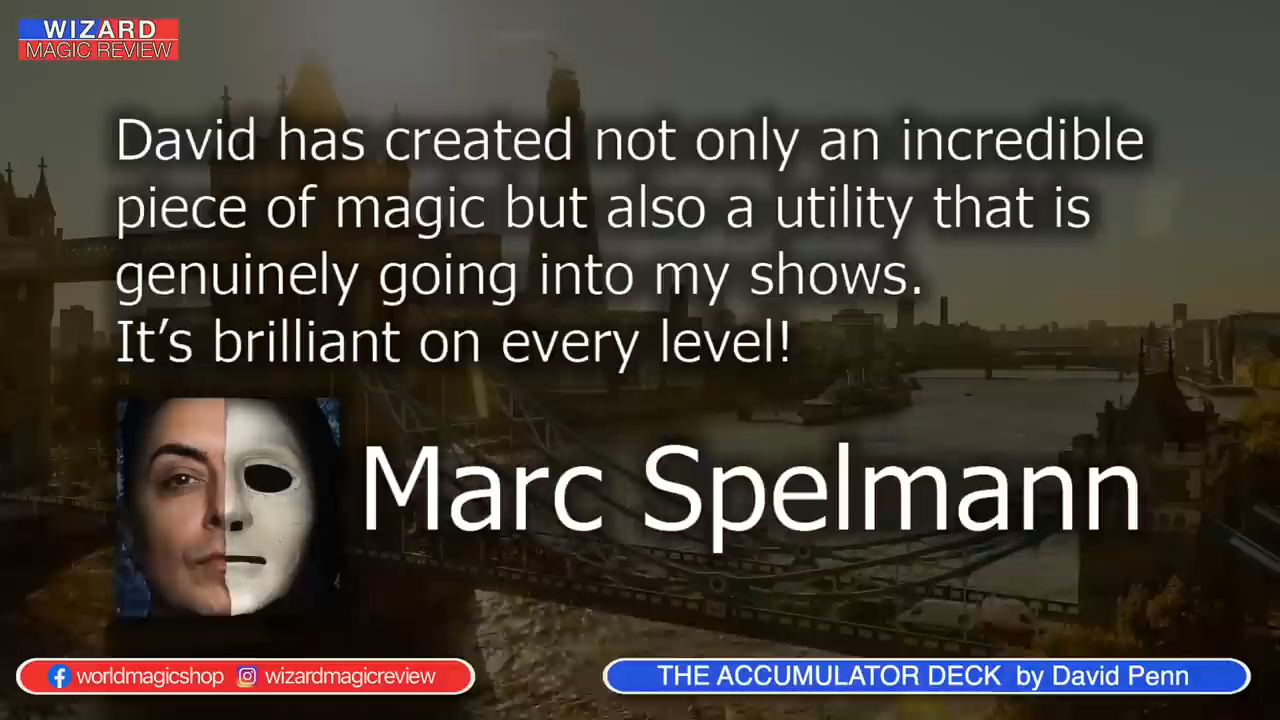 WIZARD
MAGIC REVIEW
David has created not only an incredible
piece of magic but also a utility that is
genuinely going into my shows.
It’s brilliant on every level!
Marc Spelmann
worldmagicshop wizardmagicreview
THE ACCUMULATOR DECK by David Penn